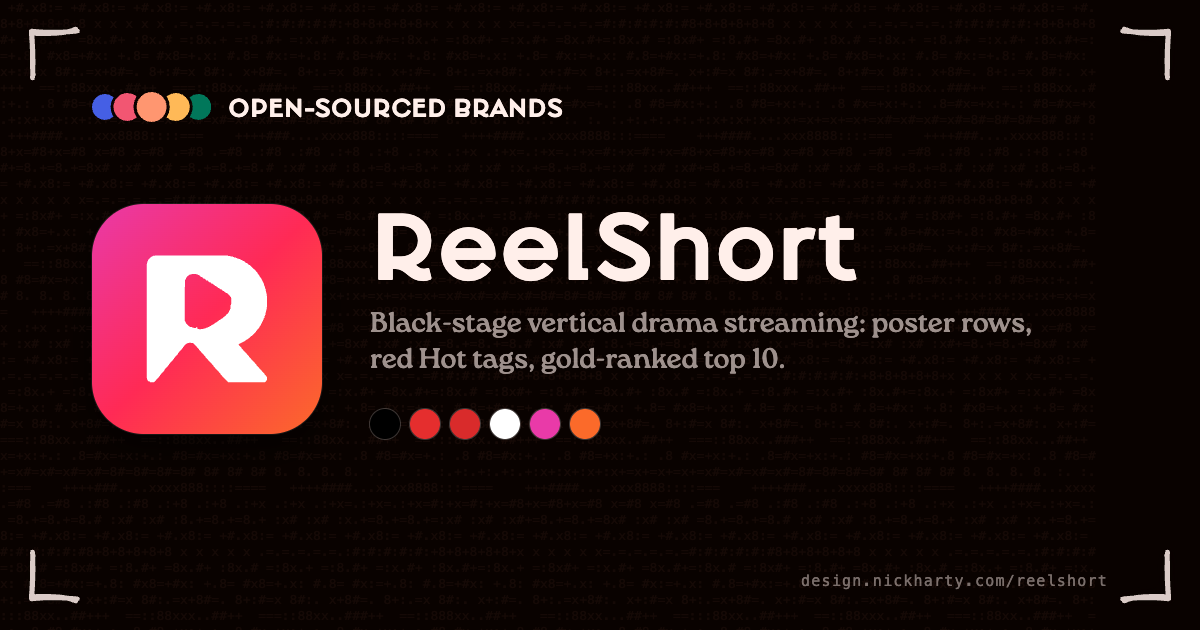 OPEN-SOURCED BRANDS
R
ReelShort
Black-stage vertical drama streaming: poster rows,
red Hot tags, gold-ranked top 10.
design.nickharty.com/reelshort